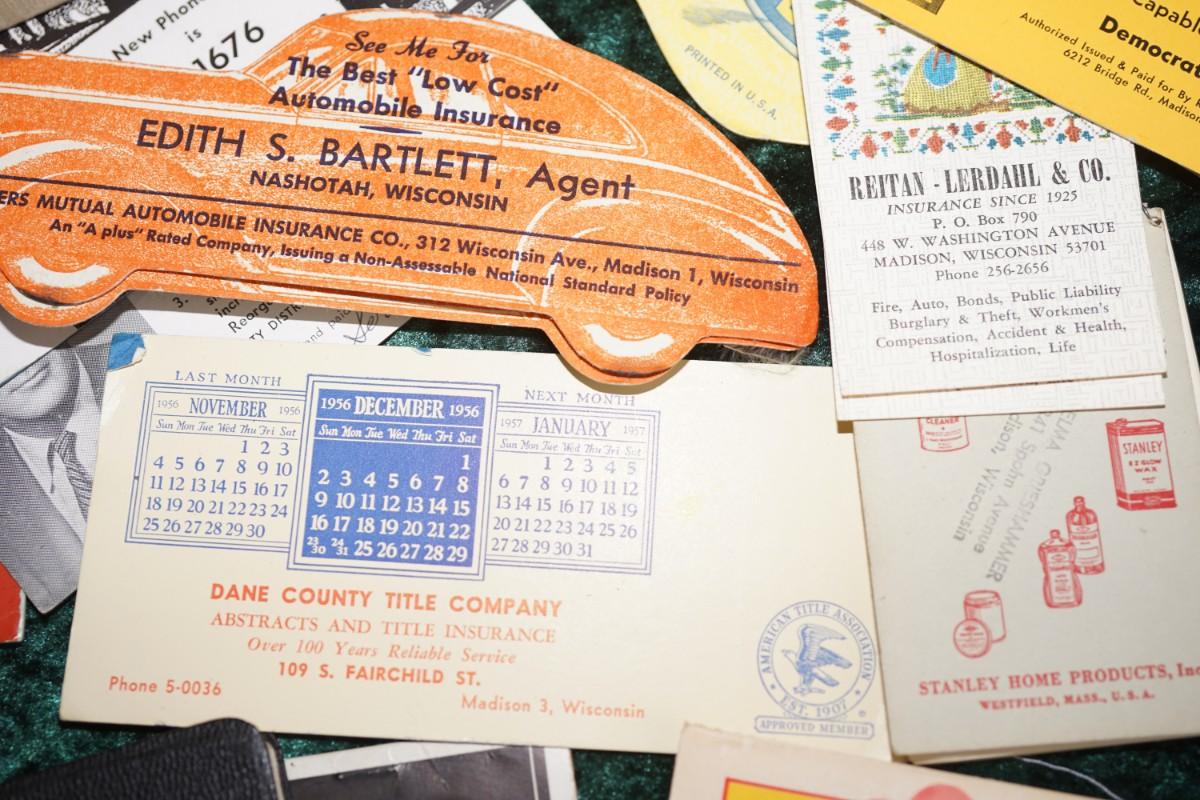 New Phone
is
1676
See Me For
The Best "Low Cost"
Automobile Insurance
EDITH S. BARTLETT, Agent
NASHOTAH, WISCONSIN
ERS MUTUAL AUTOMOBILE INSURANCE CO., 312 Wisconsin Ave., Madison 1, Wisconsin
An "A plus" Rated Company, Issuing a Non-Assessable National Standard Policy
PRINTED IN U.S.A.
Capable
Democrat
Authorized Issued & Paid for By
6212 Bridge Rd., Madison
REITAN - LERDAHL & CO.
INSURANCE SINCE 1925
P. O. Box 790
448 W. WASHINGTON AVENUE
MADISON, WISCONSIN 53701
Phone 256-2656
Fire, Auto, Bonds, Public Liability
Burglary & Theft, Workmen's
Compensation, Accident & Health,
Hospitalization, Life
3.
Reorg
and paid
LAST MONTH
1956 NOVEMBER 1956
Sun Mon Tue Wed Thu Fri Sat
1 2 3
4 5 6 7 8 9 10
11 12 13 14 15 16 17
18 19 20 21 22 23 24
25 26 27 28 29 30
1956 DECEMBER 1956
Sun Mon Tue Wed Thu Fri Sat
1
2 3 4 5 6 7 8
9 10 11 12 13 14 15
16 17 18 19 20 21 22
23/30 24/31 25 26 27 28 29
NEXT MONTH
1957 JANUARY 1957
Sun Mon Tue Wed Thu Fri Sat
1 2 3 4 5
6 7 8 9 10 11 12
13 14 15 16 17 18 19
20 21 22 23 24 25 26
27 28 29 30 31
DANE COUNTY TITLE COMPANY
ABSTRACTS AND TITLE INSURANCE
Over 100 Years Reliable Service
109 S. FAIRCHILD ST.
Phone 5-0036
Madison 3, Wisconsin
AMERICAN TITLE ASSOCIATION
EST. 1907
APPROVED MEMBER
CLEANER
STANLEY
GLOW
WAX
Spohn Avenue
Madison, Wisconsin
STANLEY HOME PRODUCTS, Inc
WESTFIELD, MASS., U. S. A.